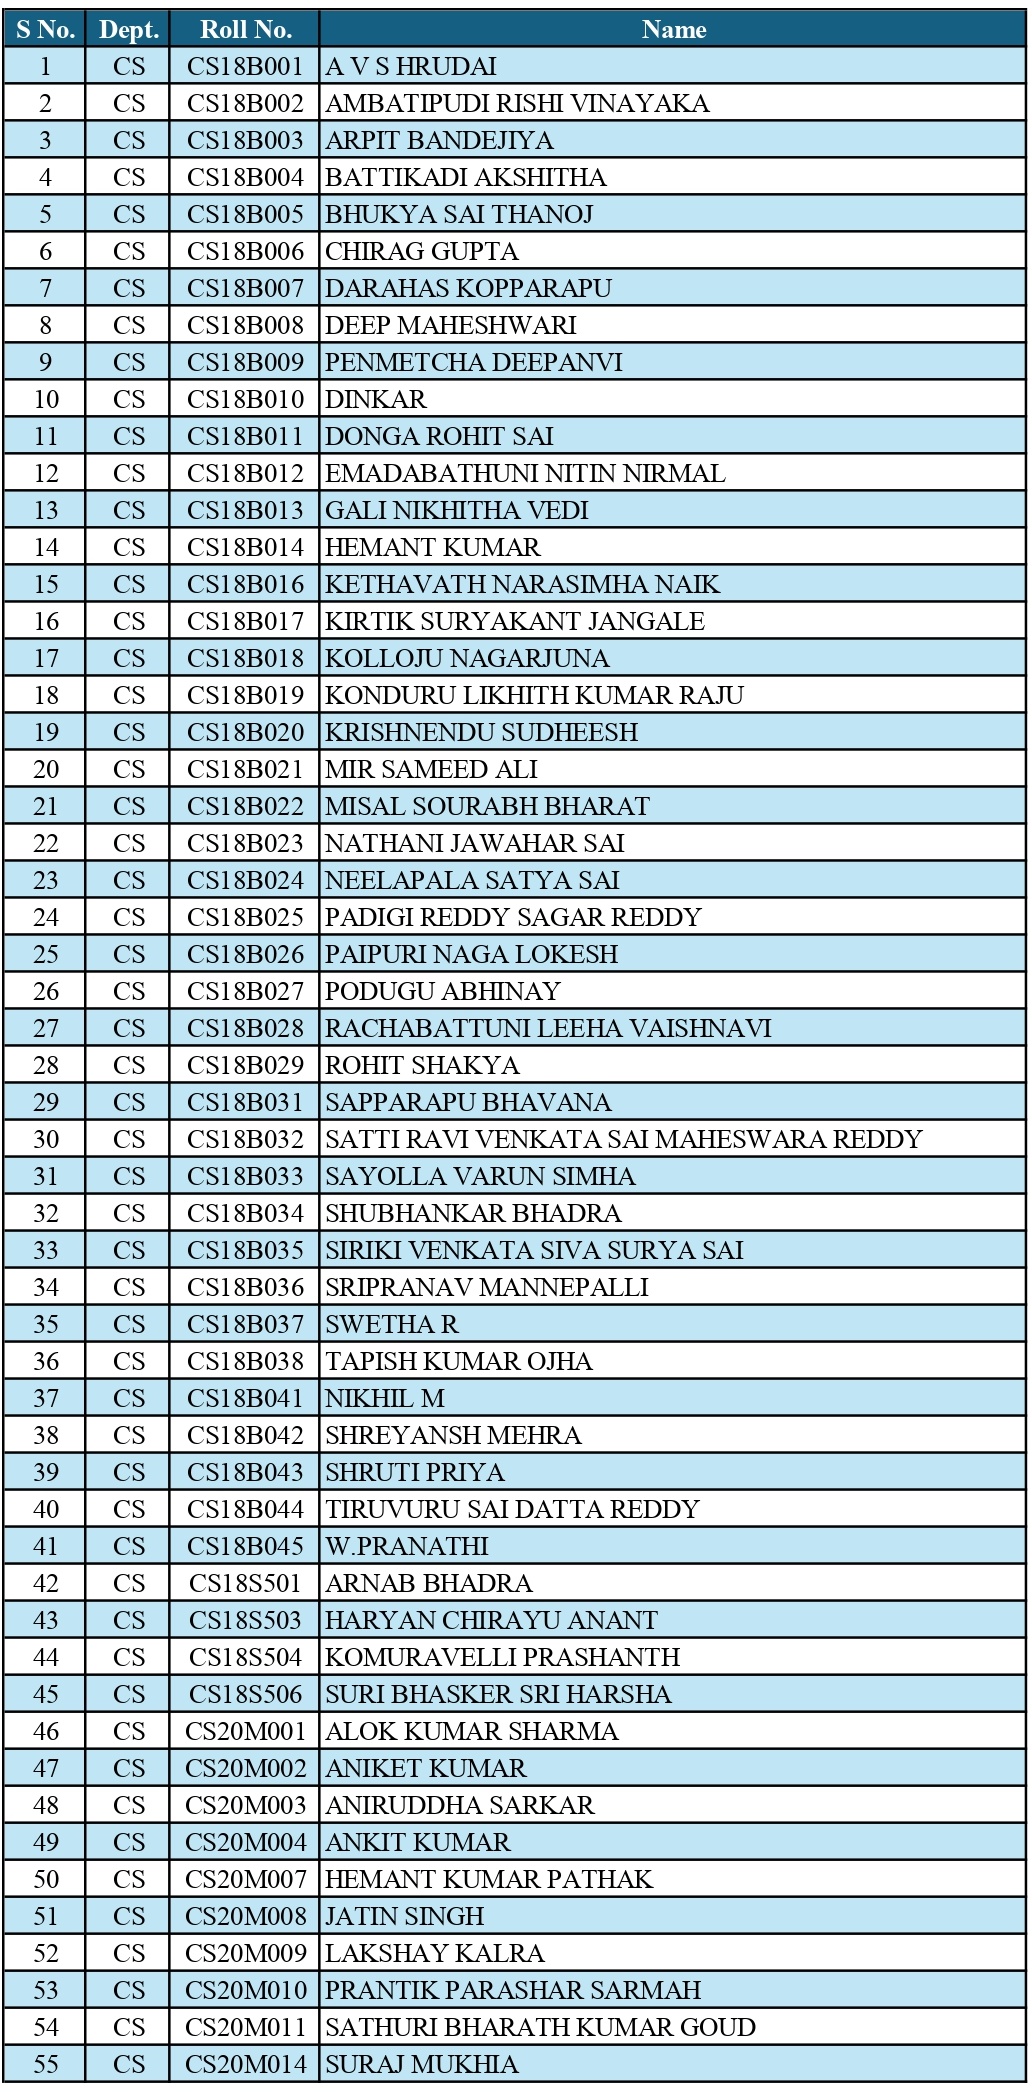 S No. Dept. Roll No. Name
1 CS CS18B001 A V S HRUDAI
2 CS CS18B002 AMBATIPUDI RISHI VINAYAKA
3 CS CS18B003 ARPIT BANDEJIYA
4 CS CS18B004 BATTIKADI AKSHITHA
5 CS CS18B005 BHUKYA SAI THANOJ
6 CS CS18B006 CHIRAG GUPTA
7 CS CS18B007 DARAHAS KOPPARAPU
8 CS CS18B008 DEEP MAHESHWARI
9 CS CS18B009 PENMETCHA DEEPANVI
10 CS CS18B010 DINKAR
11 CS CS18B011 DONGA ROHIT SAI
12 CS CS18B012 EMADABATHUNI NITIN NIRMAL
13 CS CS18B013 GALI NIKHITHA VEDI
14 CS CS18B014 HEMANT KUMAR
15 CS CS18B016 KETHAVATH NARASIMHA NAIK
16 CS CS18B017 KIRTIK SURYAKANT JANGALE
17 CS CS18B018 KOLLOJU NAGARJUNA
18 CS CS18B019 KONDURU LIKHITH KUMAR RAJU
19 CS CS18B020 KRISHNENDU SUDHEESH
20 CS CS18B021 MIR SAMEED ALI
21 CS CS18B022 MISAL SOURABH BHARAT
22 CS CS18B023 NATHANI JAWAHAR SAI
23 CS CS18B024 NEELAPALA SATYA SAI
24 CS CS18B025 PADIGI REDDY SAGAR REDDY
25 CS CS18B026 PAIPURI NAGA LOKESH
26 CS CS18B027 PODUGU ABHINAY
27 CS CS18B028 RACHABATTUNI LEEHA VAISHNAVI
28 CS CS18B029 ROHIT SHAKYA
29 CS CS18B031 SAPPARAPU BHAVANA
30 CS CS18B032 SATTI RAVI VENKATA SAI MAHESWARA REDDY
31 CS CS18B033 SAYOLLA VARUN SIMHA
32 CS CS18B034 SHUBHANKAR BHADRA
33 CS CS18B035 SIRIKI VENKATA SIVA SURYA SAI
34 CS CS18B036 SRIPRANAV MANNEPALLI
35 CS CS18B037 SWETHA R
36 CS CS18B038 TAPISH KUMAR OJHA
37 CS CS18B041 NIKHIL M
38 CS CS18B042 SHREYANSH MEHRA
39 CS CS18B043 SHRUTI PRIYA
40 CS CS18B044 TIRUVURU SAI DATTA REDDY
41 CS CS18B045 W.PRANATHI
42 CS CS18S501 ARNAB BHADRA
43 CS CS18S503 HARYAN CHIRAYU ANANT
44 CS CS18S504 KOMURAVELLI PRASHANTH
45 CS CS18S506 SURI BHASKER SRI HARSHA
46 CS CS20M001 ALOK KUMAR SHARMA
47 CS CS20M002 ANIKET KUMAR
48 CS CS20M003 ANIRUDDHA SARKAR
49 CS CS20M004 ANKIT KUMAR
50 CS CS20M007 HEMANT KUMAR PATHAK
51 CS CS20M008 JATIN SINGH
52 CS CS20M009 LAKSHAY KALRA
53 CS CS20M010 PRANTIK PARASHAR SARMAH
54 CS CS20M011 SATHURI BHARATH KUMAR GOUD
55 CS CS20M014 SURAJ MUKHIA